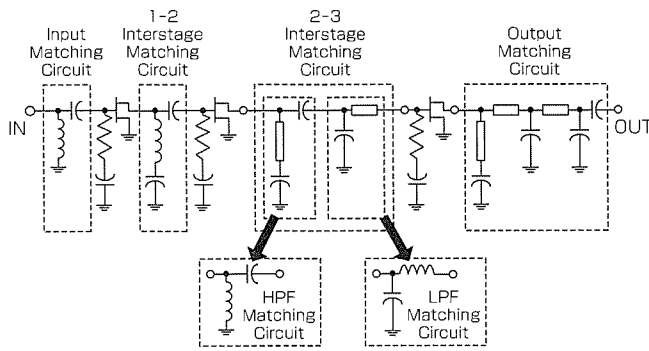 Input
Matching
Circuit
1-2
Interstage
Matching
Circuit
2-3
Interstage
Matching
Circuit
Output
Matching
Circuit
IN
OUT
HPF
Matching
Circuit
LPF
Matching
Circuit